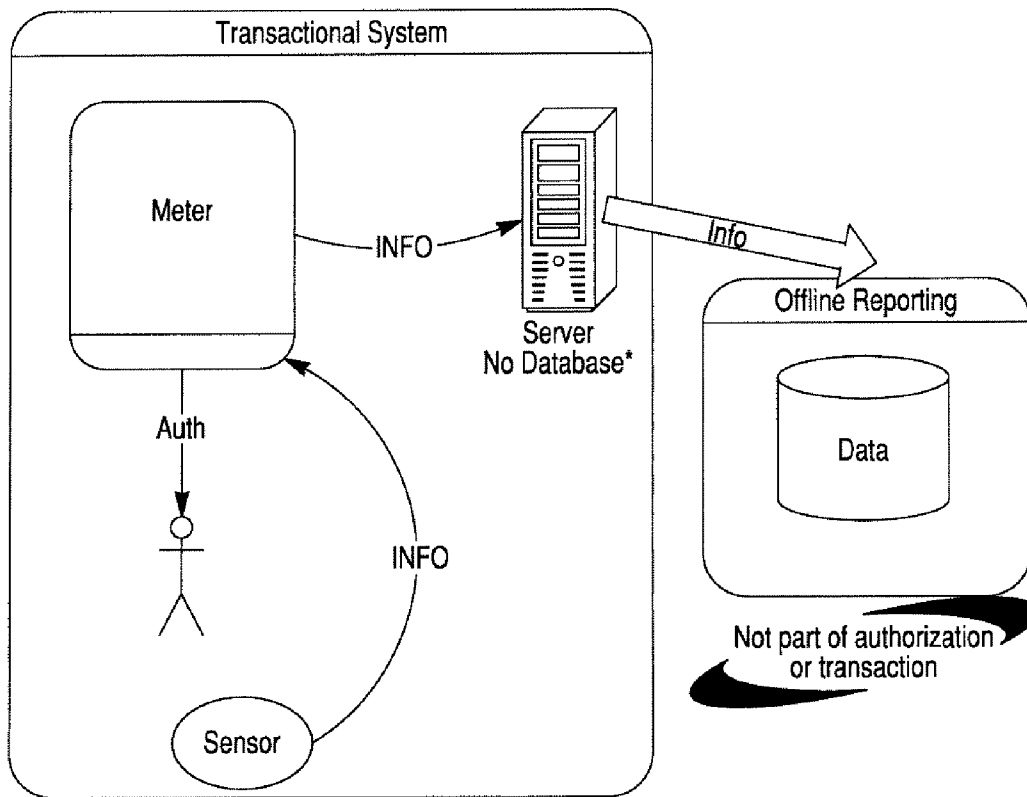 Transactional System
Meter
INFO
Info
Server
No Database*
Offline Reporting
Data
Auth
INFO
Sensor
Not part of authorization
or transaction